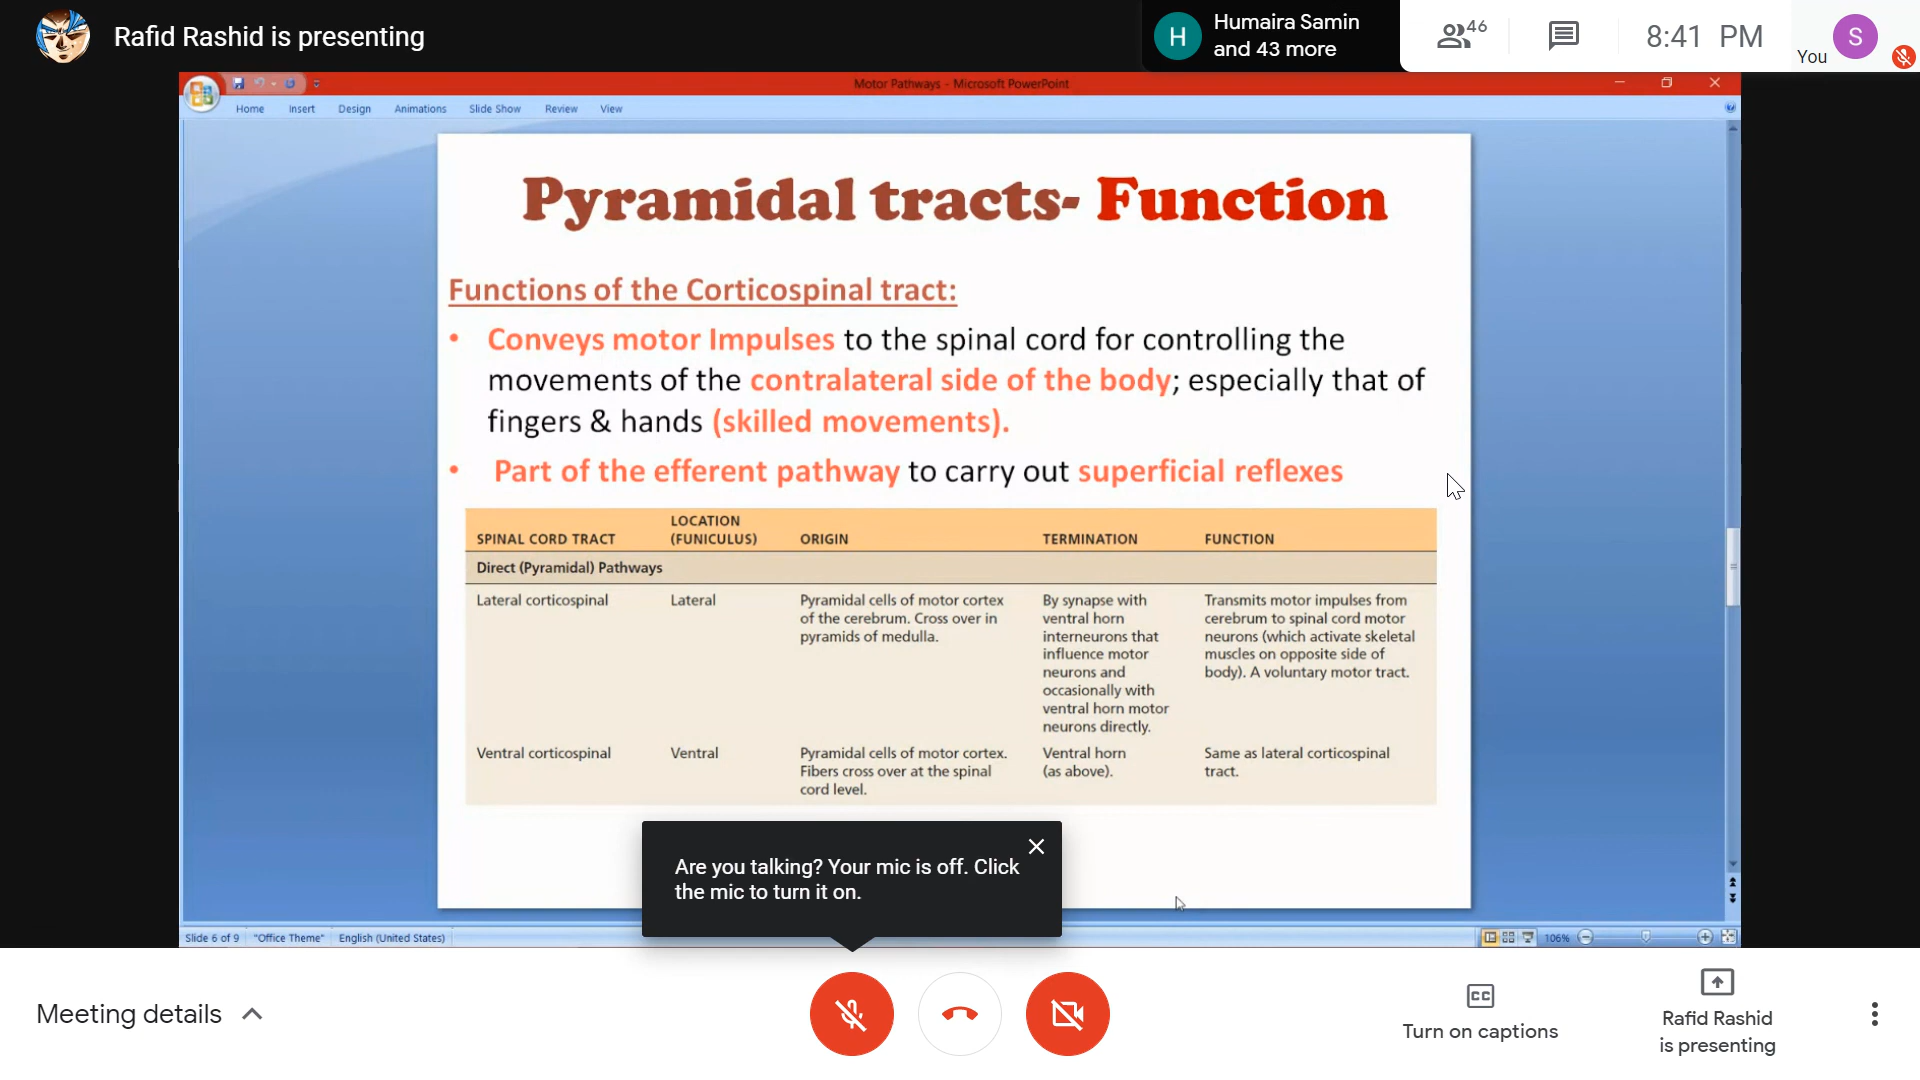 Rafid Rashid is presenting
H
Humaira Samin
and 43 more
46
8:41 PM
You
S
Motor Pathways - Microsoft PowerPoint
Home Insert Design Animations Slide Show Review View
Pyramidal tracts- Function
Functions of the Corticospinal tract:
• Conveys motor Impulses to the spinal cord for controlling the
movements of the contralateral side of the body; especially that of
fingers & hands (skilled movements).
• Part of the efferent pathway to carry out superficial reflexes
SPINAL CORD TRACT
LOCATION
(FUNICULUS)
ORIGIN
TERMINATION
FUNCTION
Direct (Pyramidal) Pathways
Lateral corticospinal
Lateral
Pyramidal cells of motor cortex
of the cerebrum. Cross over in
pyramids of medulla.
By synapse with
ventral horn
interneurons that
influence motor
neurons and
occasionally with
ventral horn motor
neurons directly.
Transmits motor impulses from
cerebrum to spinal cord motor
neurons (which activate skeletal
muscles on opposite side of
body). A voluntary motor tract.
Ventral corticospinal
Ventral
Pyramidal cells of motor cortex.
Fibers cross over at the spinal
cord level.
Ventral horn
(as above).
Same as lateral corticospinal
tract.
Are you talking? Your mic is off. Click
the mic to turn it on.
Slide 6 of 9 "Office Theme" English (United States)
106%
Meeting details
CC
Turn on captions
Rafid Rashid
is presenting